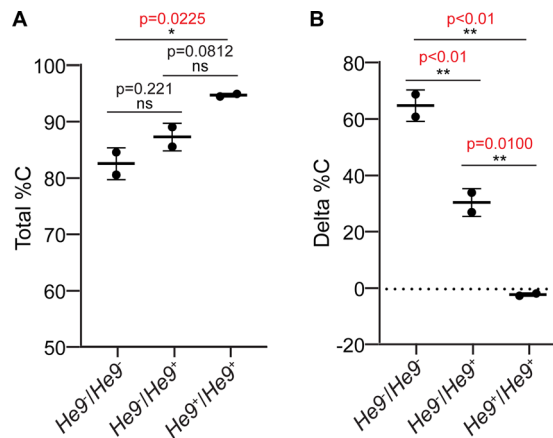 A
p=0.0225
*
p=0.0812
ns
p=0.221
ns
Total %C
100
90
80
70
60
50
He9⁻/He9⁻
He9⁻/He9⁺
He9⁺/He9⁺
B
p<0.01
**
p<0.01
**
p=0.0100
**
Delta %C
80
60
40
20
0
-20
He9⁻/He9⁻
He9⁻/He9⁺
He9⁺/He9⁺